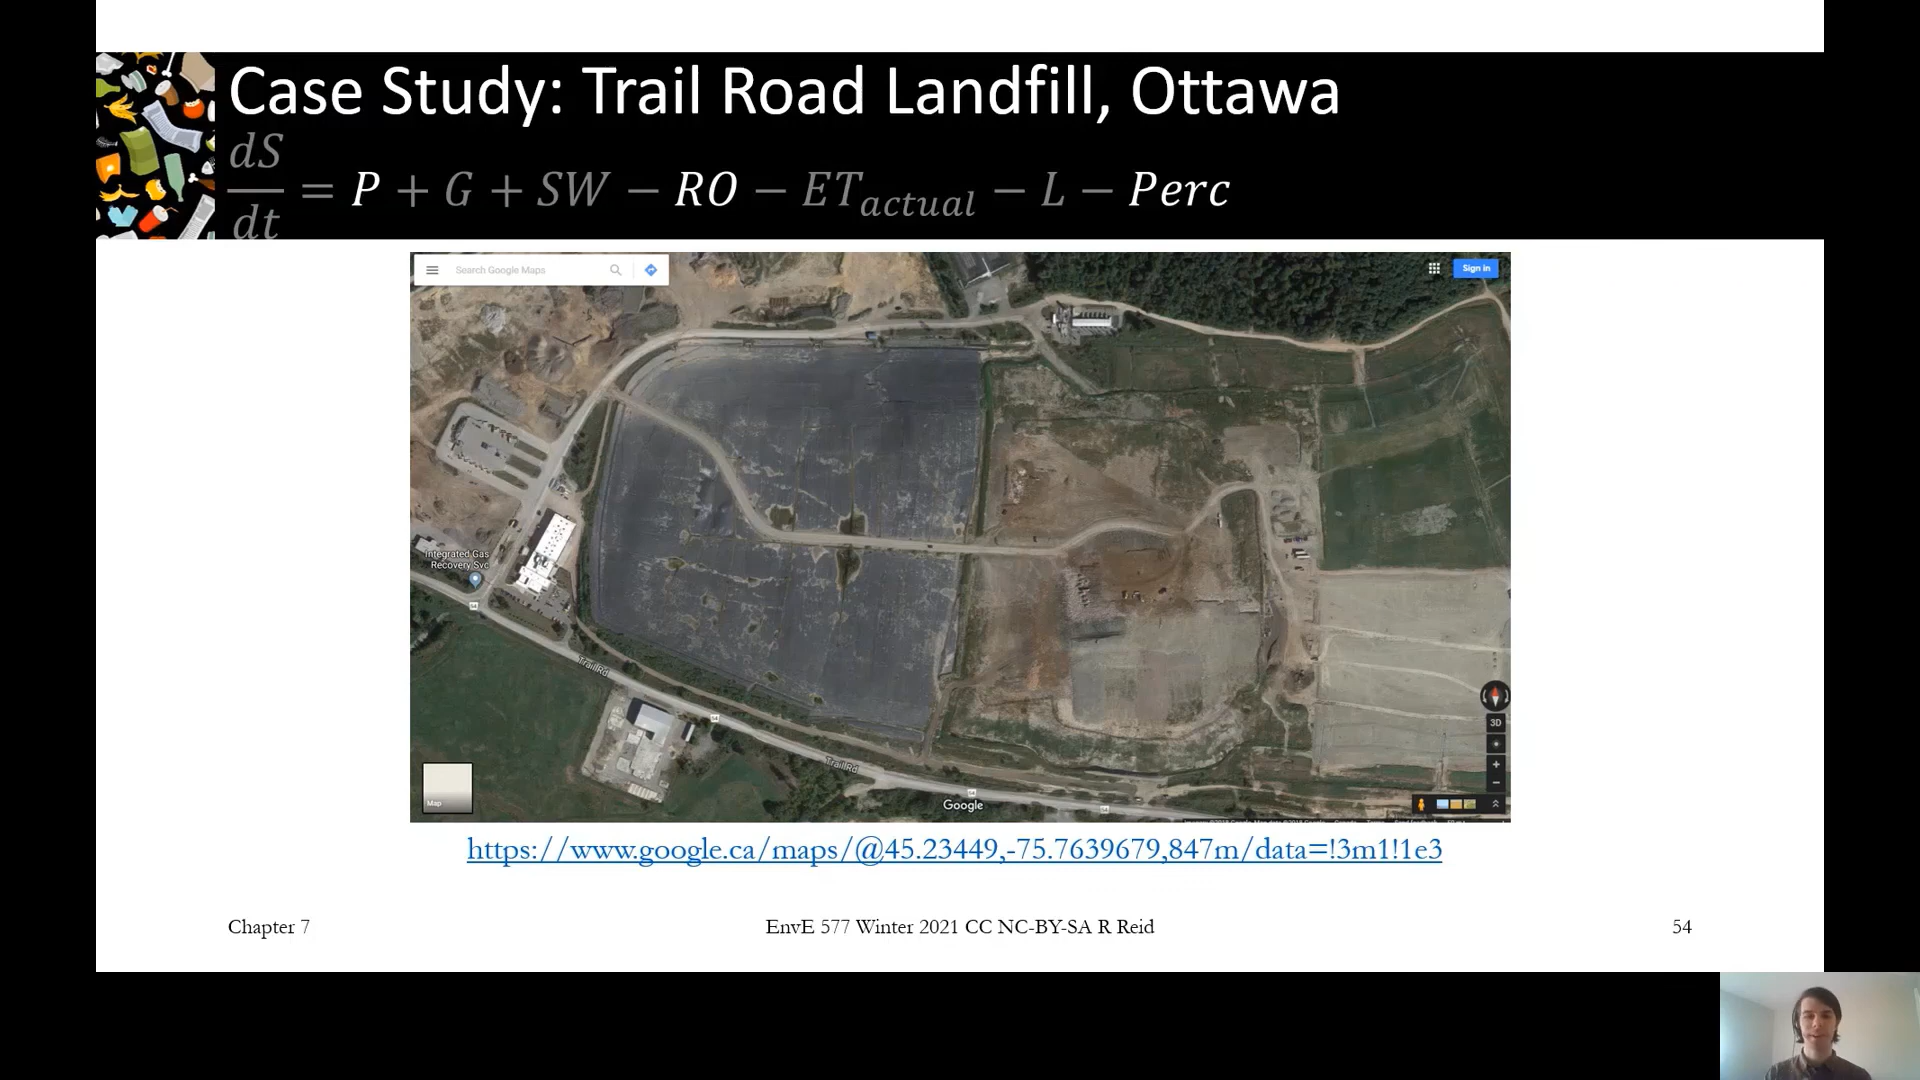 Case Study: Trail Road Landfill, Ottawa
dS/dt = P + G + SW − RO − ET_actual − L − Perc
Search Google Maps
Sign in
Integrated Gas
Recovery Svc
Trail Rd
Trail Rd
3D
Map
Google
https://www.google.ca/maps/@45.23449,-75.7639679,847m/data=!3m1!1e3
Chapter 7
EnvE 577 Winter 2021 CC NC-BY-SA R Reid
54